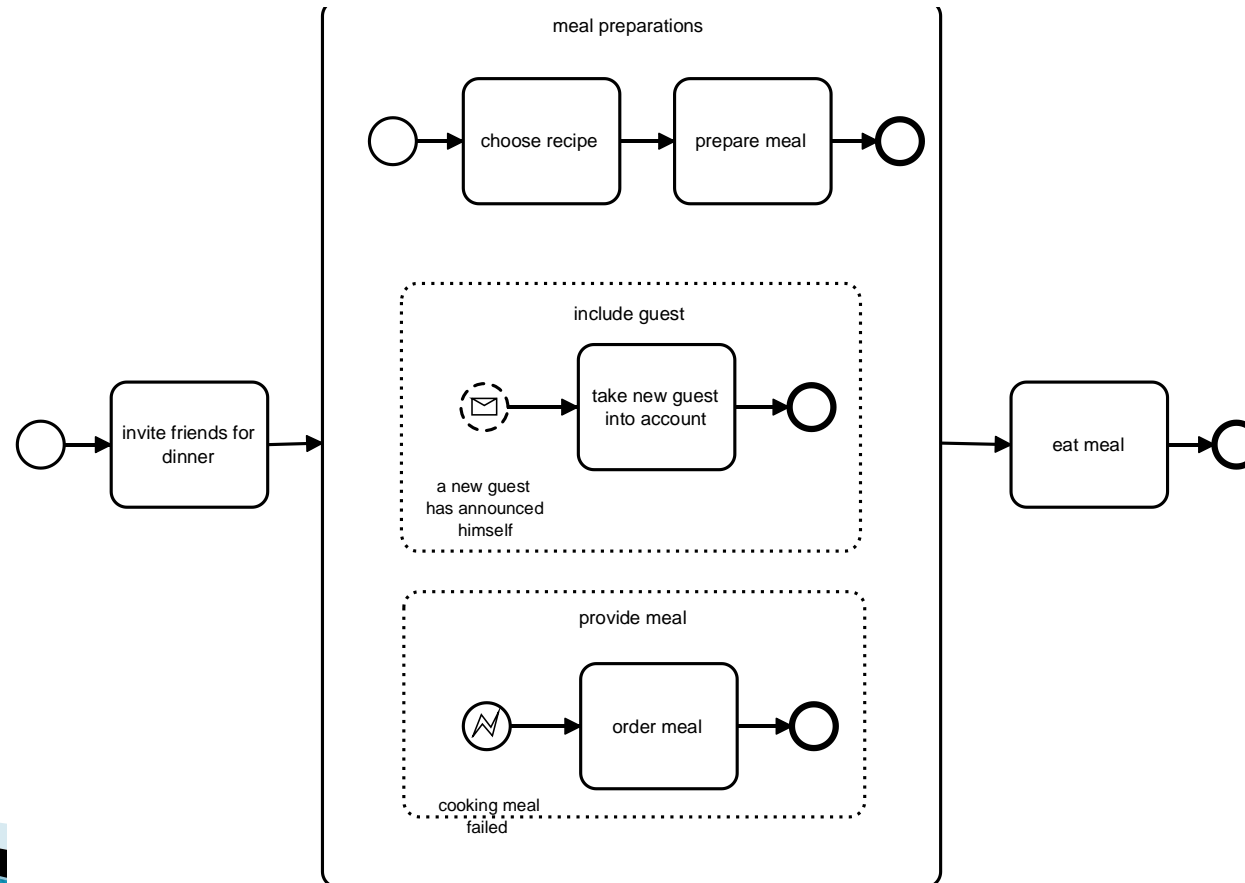 meal preparations
choose recipe
prepare meal
include guest
take new guest
into account
a new guest
has announced
himself
invite friends for
dinner
eat meal
provide meal
order meal
cooking meal
failed